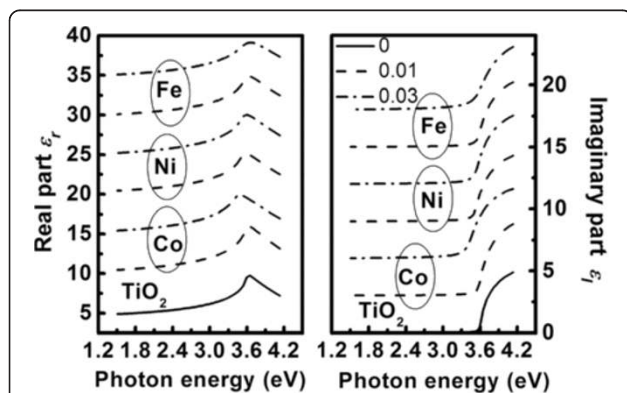 Real part εr
40
35
30
25
20
15
10
5
Fe
Ni
Co
TiO2
1.2 1.8 2.4 3.0 3.6 4.2
Photon energy (eV)
0
0.01
0.03
Fe
Ni
Co
TiO2
20
15
10
5
0
Imaginary part εi
1.2 1.8 2.4 3.0 3.6 4.2
Photon energy (eV)